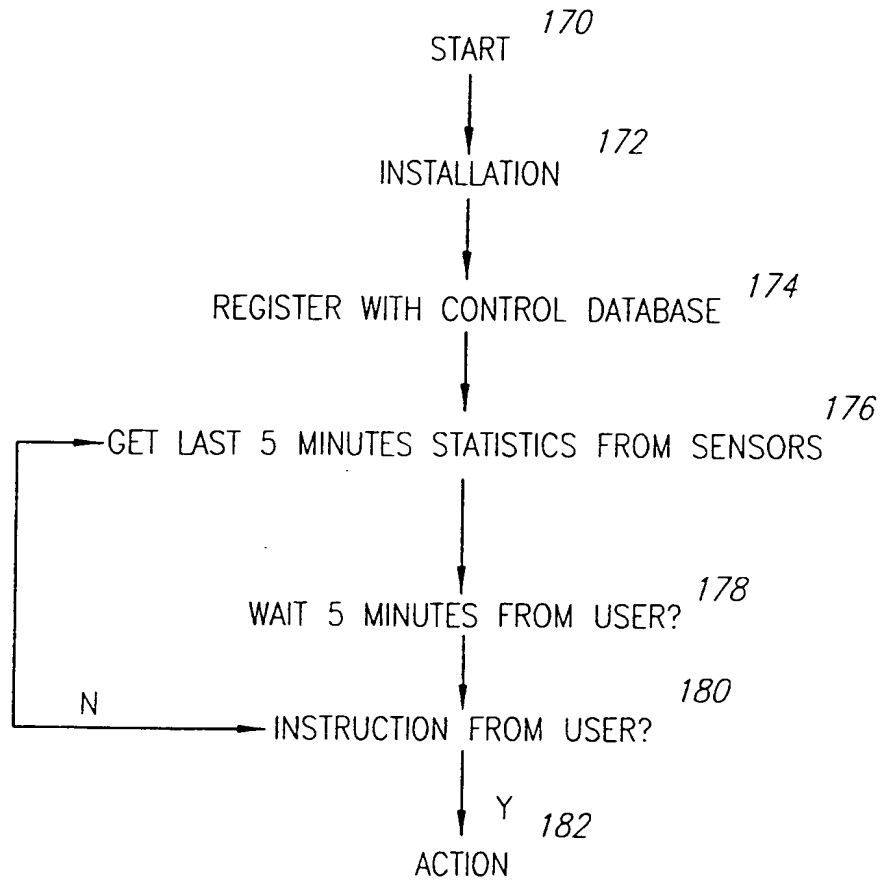 START 170
INSTALLATION 172
REGISTER WITH CONTROL DATABASE 174
GET LAST 5 MINUTES STATISTICS FROM SENSORS 176
WAIT 5 MINUTES FROM USER? 178
N
INSTRUCTION FROM USER? 180
Y
ACTION 182